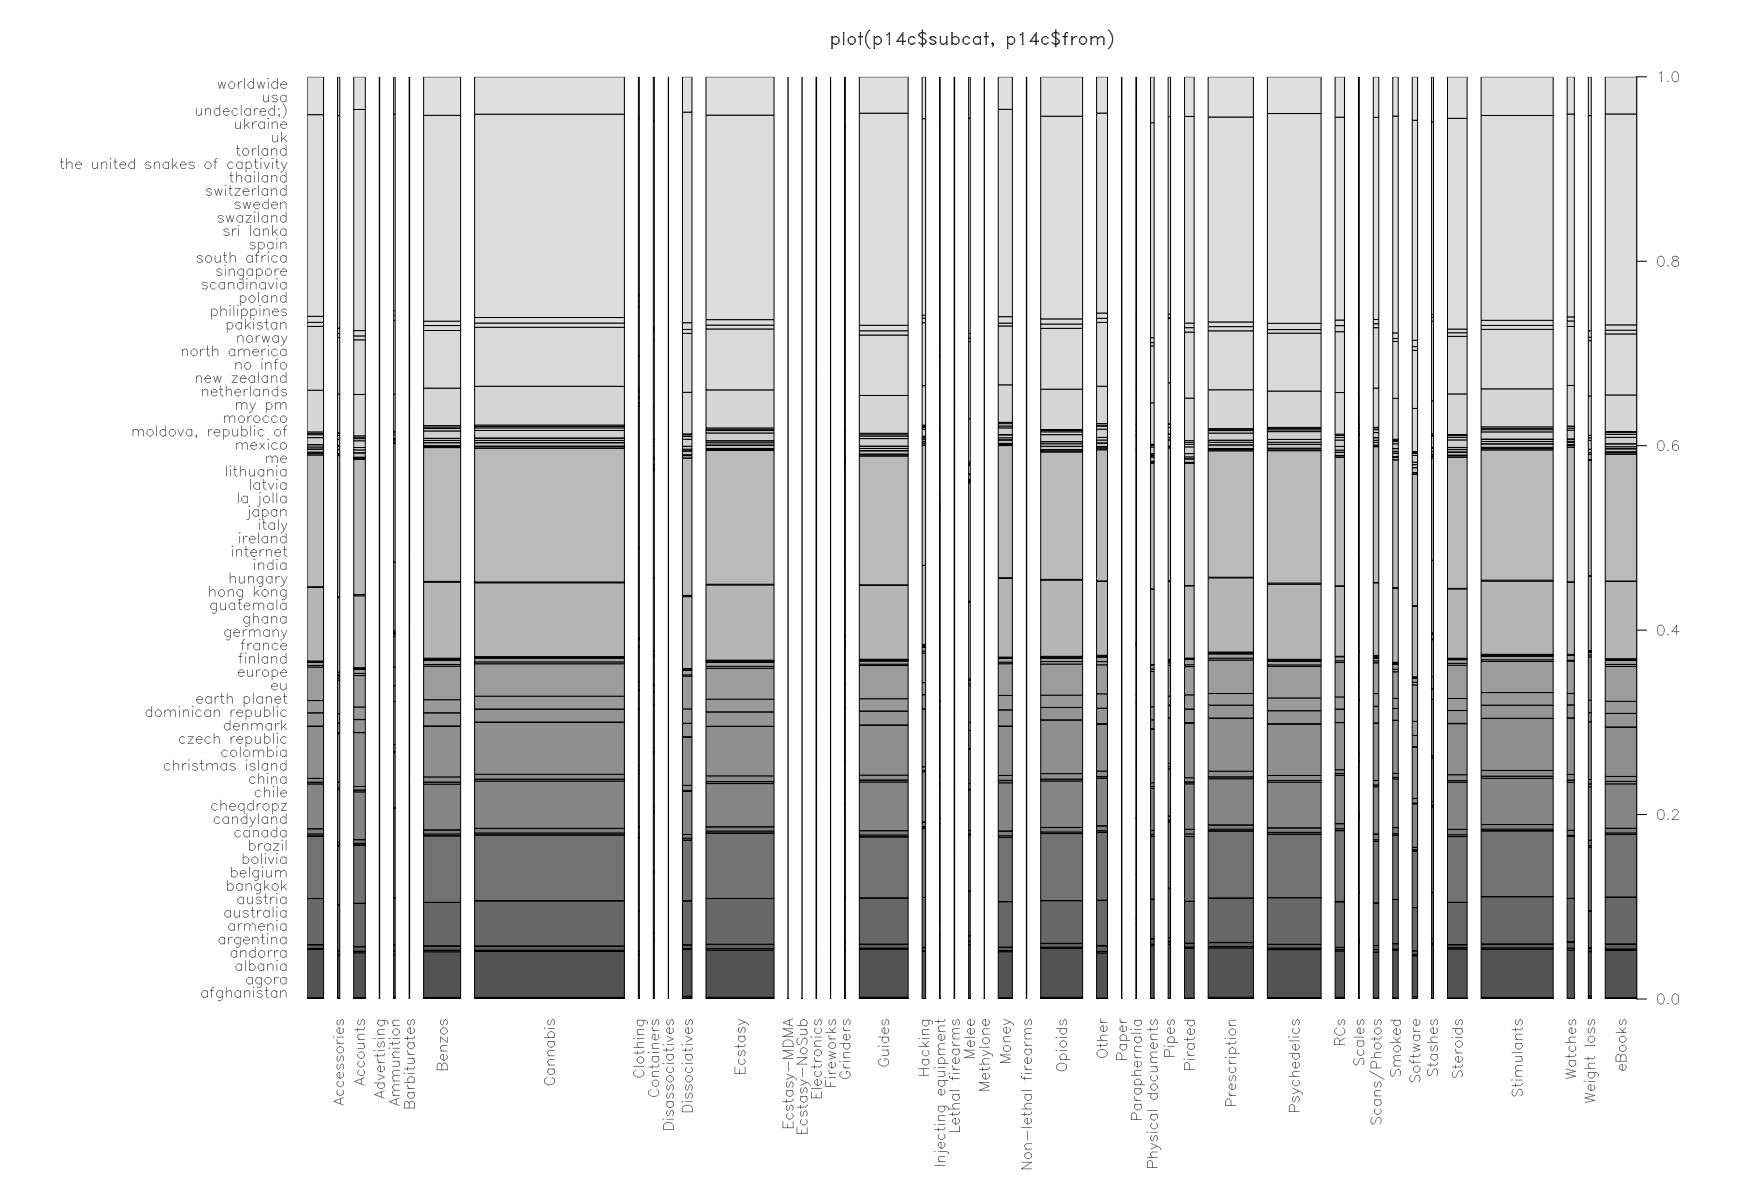 plot(p14c$subcat, p14c$from)
worldwide
usa
undeclared;)
ukraine
uk
torland
the united snakes of captivity
thailand
switzerland
sweden
swaziland
sri lanka
spain
south africa
singapore
scandinavia
poland
philippines
pakistan
norway
north america
no info
new zealand
netherlands
my pm
morocco
moldova, republic of
mexico
me
lithuania
latvia
la jolla
japan
italy
ireland
internet
india
hungary
hong kong
guatemala
ghana
germany
france
finland
europe
eu
earth planet
dominican republic
denmark
czech republic
colombia
christmas island
china
chile
cheqdropz
candyland
canada
brazil
bolivia
belgium
bangkok
austria
australia
armenia
argentina
andorra
albania
agora
afghanistan
1.0
0.8
0.6
0.4
0.2
0.0
Accessories
Accounts
Advertising
Ammunition
Barbiturates
Benzos
Cannabis
Clothing
Containers
Disassociatives
Dissociatives
Ecstasy
Ecstasy-MDMA
Ecstasy-NoSub
Electronics
Fireworks
Grinders
Guides
Hacking
Injecting equipment
Lethal firearms
Melee
Methylone
Money
Non-lethal firearms
Opioids
Other
Paper
Paraphernalia
Physical documents
Pipes
Pirated
Prescription
Psychedelics
RCs
Scales
Scans/Photos
Smoked
Software
Stashes
Steroids
Stimulants
Watches
Weight loss
eBooks